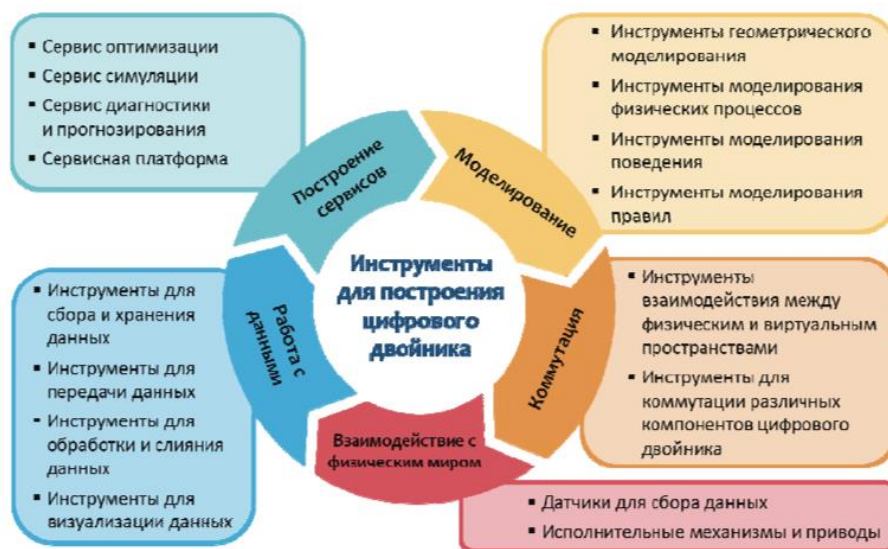 ▪ Сервис оптимизации
▪ Сервис симуляции
▪ Сервис диагностики
и прогнозирования
▪ Сервисная платформа
▪ Инструменты геометрического
моделирования
▪ Инструменты моделирования
физических процессов
▪ Инструменты моделирования
поведения
▪ Инструменты моделирования
правил
Построение
сервисов
Моделирование
Инструменты
для построения
цифрового
двойника
Работа с
данными
Коммутация
Взаимодействие с
физическим миром
▪ Инструменты для
сбора и хранения
данных
▪ Инструменты для
передачи данных
▪ Инструменты для
обработки и слияния
данных
▪ Инструменты для
визуализации данных
▪ Инструменты
взаимодействия между
физическим и виртуальным
пространствами
▪ Инструменты для
коммутации различных
компонентов цифрового
двойника
▪ Датчики для сбора данных
▪ Исполнительные механизмы и приводы